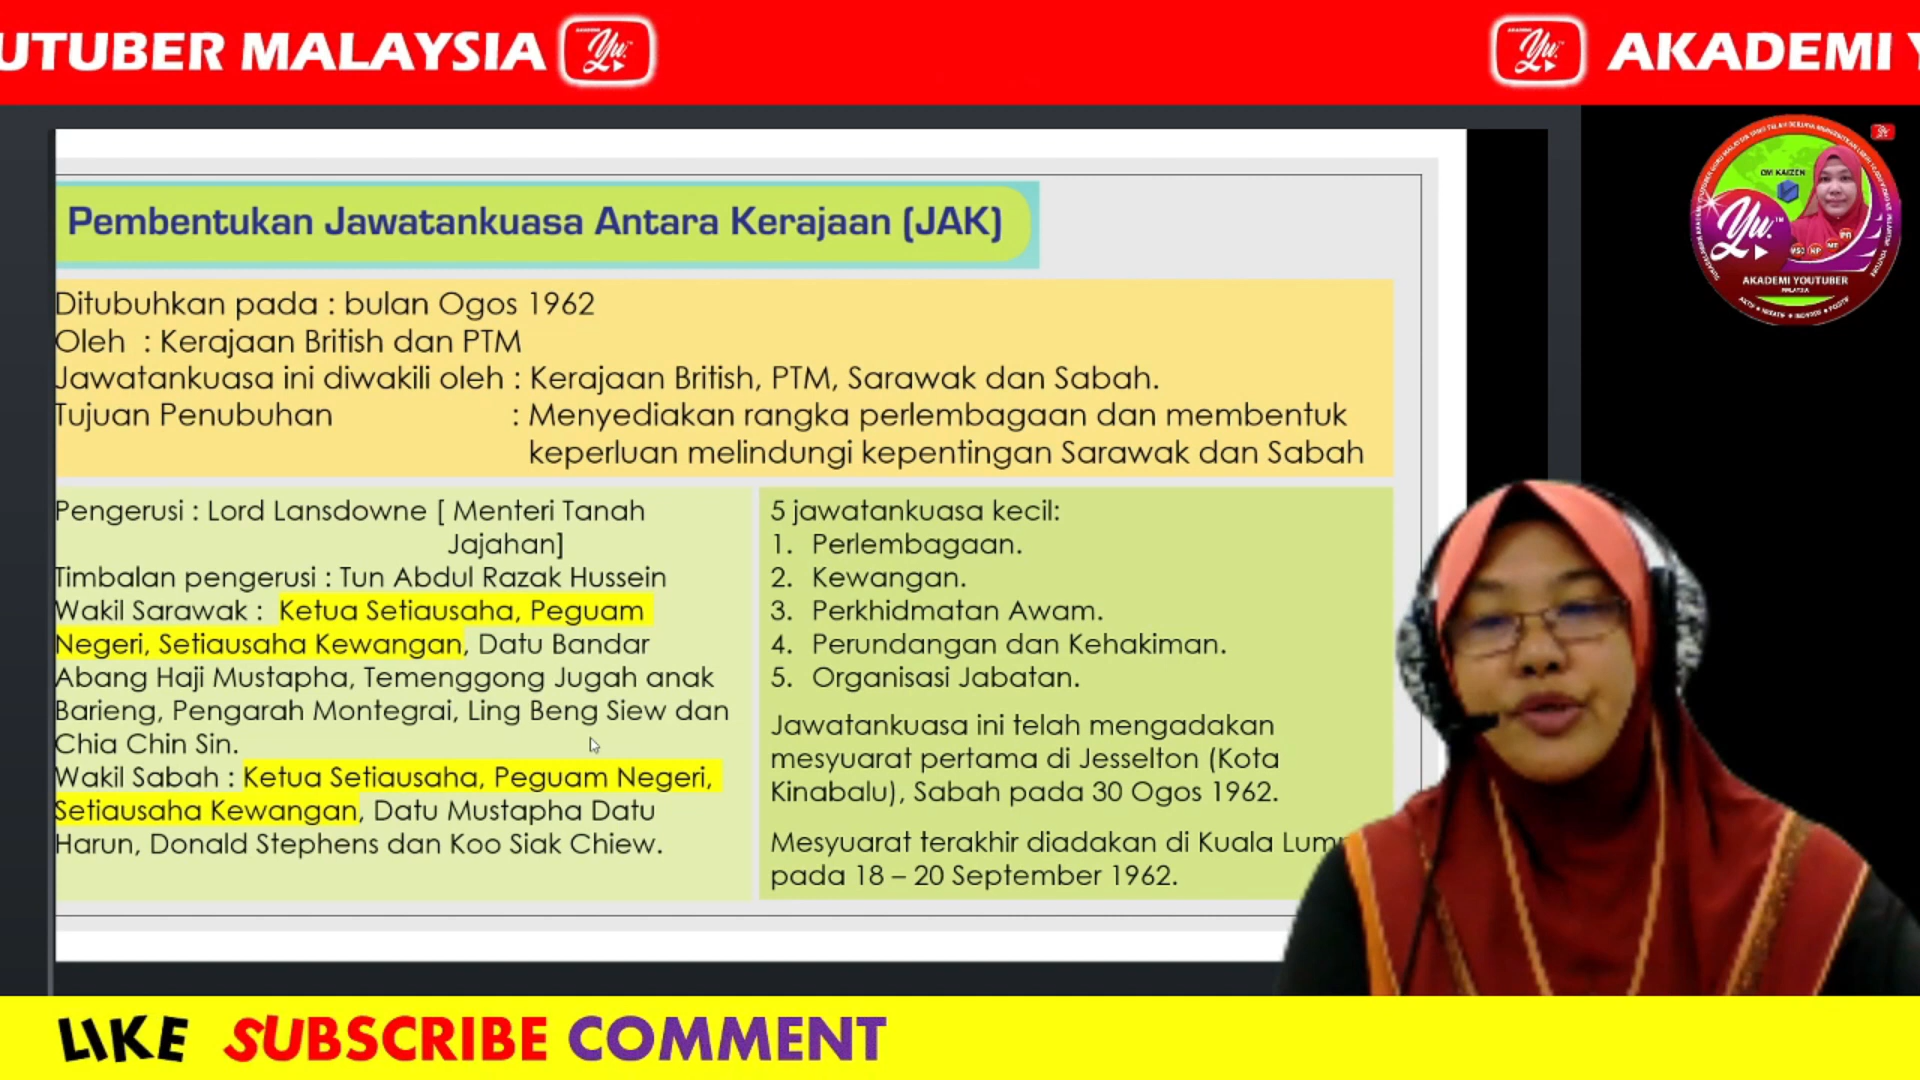 UTUBER MALAYSIA
AKADEMI
Pembentukan Jawatankuasa Antara Kerajaan (JAK)
Ditubuhkan pada : bulan Ogos 1962
Oleh : Kerajaan British dan PTM
Jawatankuasa ini diwakili oleh : Kerajaan British, PTM, Sarawak dan Sabah.
Tujuan Penubuhan : Menyediakan rangka perlembagaan dan membentuk
keperluan melindungi kepentingan Sarawak dan Sabah
Pengerusi : Lord Lansdowne [ Menteri Tanah
Jajahan]
Timbalan pengerusi : Tun Abdul Razak Hussein
Wakil Sarawak : Ketua Setiausaha, Peguam
Negeri, Setiausaha Kewangan, Datu Bandar
Abang Haji Mustapha, Temenggong Jugah anak
Barieng, Pengarah Montegrai, Ling Beng Siew dan
Chia Chin Sin.
Wakil Sabah : Ketua Setiausaha, Peguam Negeri,
Setiausaha Kewangan, Datu Mustapha Datu
Harun, Donald Stephens dan Koo Siak Chiew.
5 jawatankuasa kecil:
1. Perlembagaan.
2. Kewangan.
3. Perkhidmatan Awam.
4. Perundangan dan Kehakiman.
5. Organisasi Jabatan.
Jawatankuasa ini telah mengadakan
mesyuarat pertama di Jesselton (Kota
Kinabalu), Sabah pada 30 Ogos 1962.
Mesyuarat terakhir diadakan di Kuala Lum
pada 18 – 20 September 1962.
OM KAIZEN
Yu.
AKADEMI YOUTUBER
MALAYSIA
LIKE SUBSCRIBE COMMENT